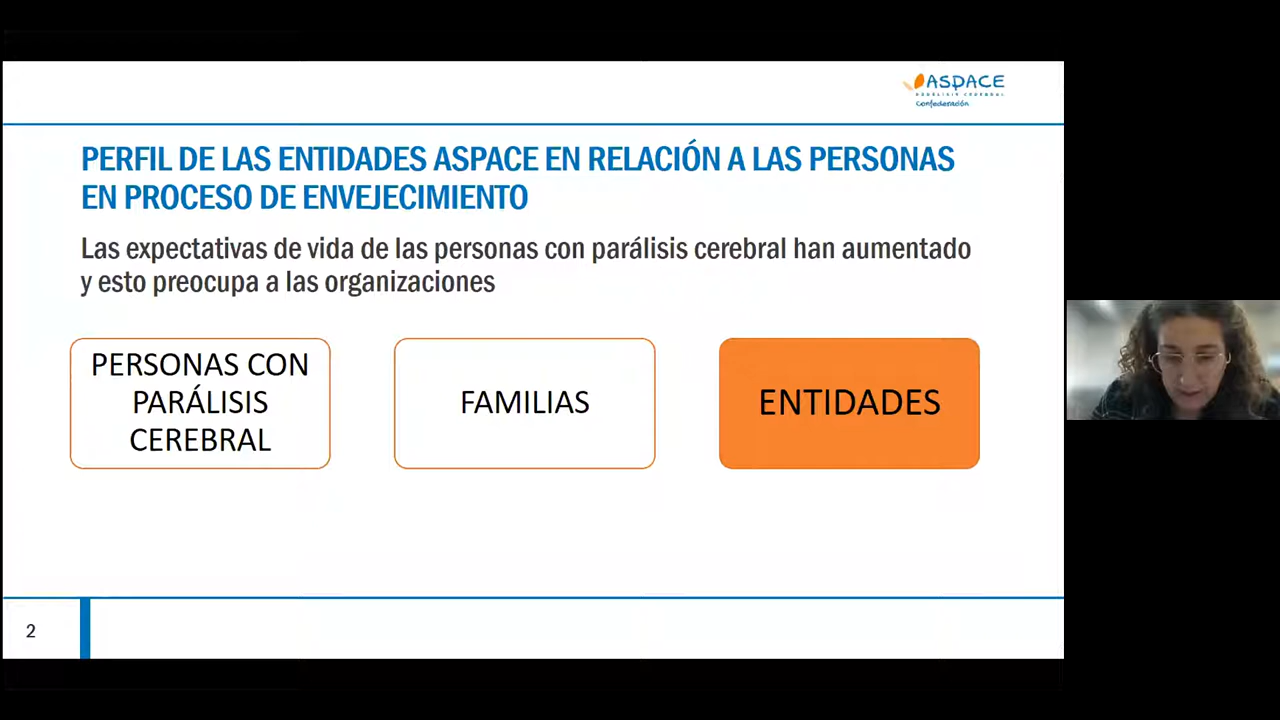 ASPACE
PARÁLISIS CEREBRAL
Confederación
PERFIL DE LAS ENTIDADES ASPACE EN RELACIÓN A LAS PERSONAS
EN PROCESO DE ENVEJECIMIENTO
Las expectativas de vida de las personas con parálisis cerebral han aumentado
y esto preocupa a las organizaciones
PERSONAS CON
PARÁLISIS
CEREBRAL
FAMILIAS
ENTIDADES
2